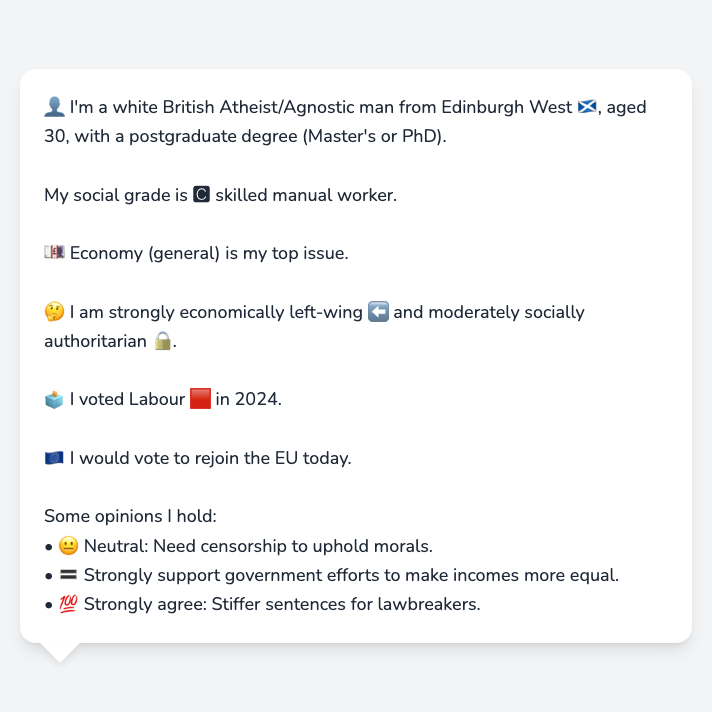 👤 I'm a white British Atheist/Agnostic man from Edinburgh West 🏴󠁧󠁢󠁳󠁣󠁴󠁿, aged
30, with a postgraduate degree (Master's or PhD).
My social grade is 🅲 skilled manual worker.
💷 Economy (general) is my top issue.
🤔 I am strongly economically left-wing ⬅️ and moderately socially
authoritarian 🔒.
🗳️ I voted Labour 🟥 in 2024.
🇪🇺 I would vote to rejoin the EU today.
Some opinions I hold:
• 😐 Neutral: Need censorship to uphold morals.
• 🟰 Strongly support government efforts to make incomes more equal.
• 💯 Strongly agree: Stiffer sentences for lawbreakers.